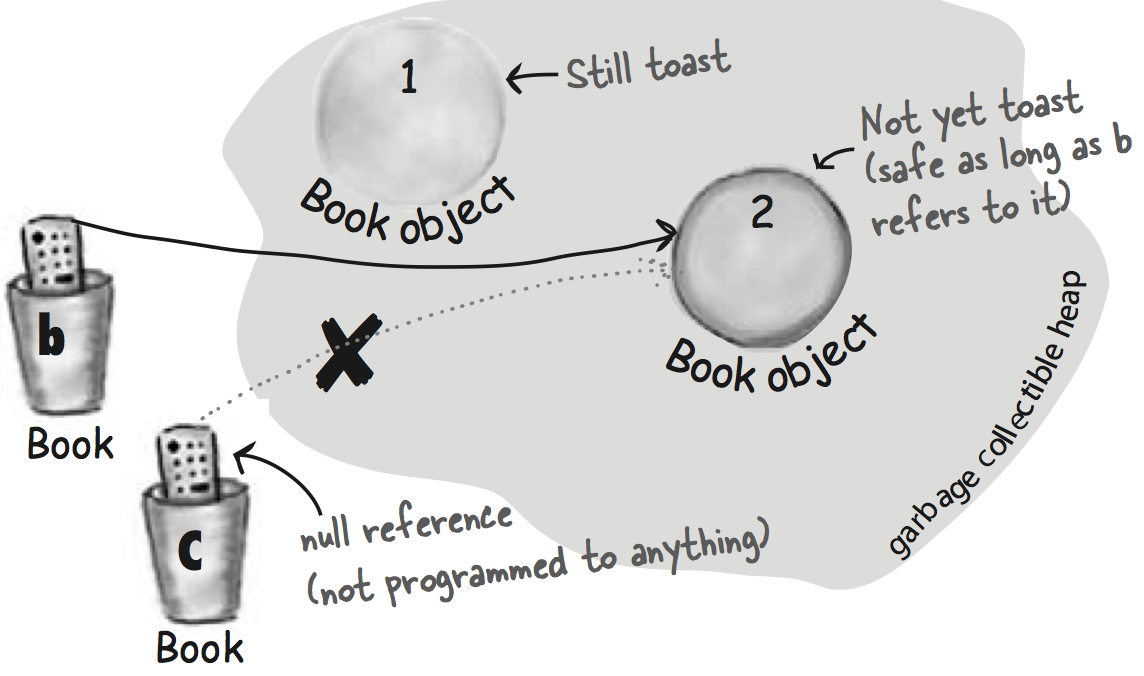 1
Still toast
Book object
2
Not yet toast
(safe as long as b
refers to it)
Book object
b
Book
c
Book
null reference
(not programmed to anything)
garbage collectible heap